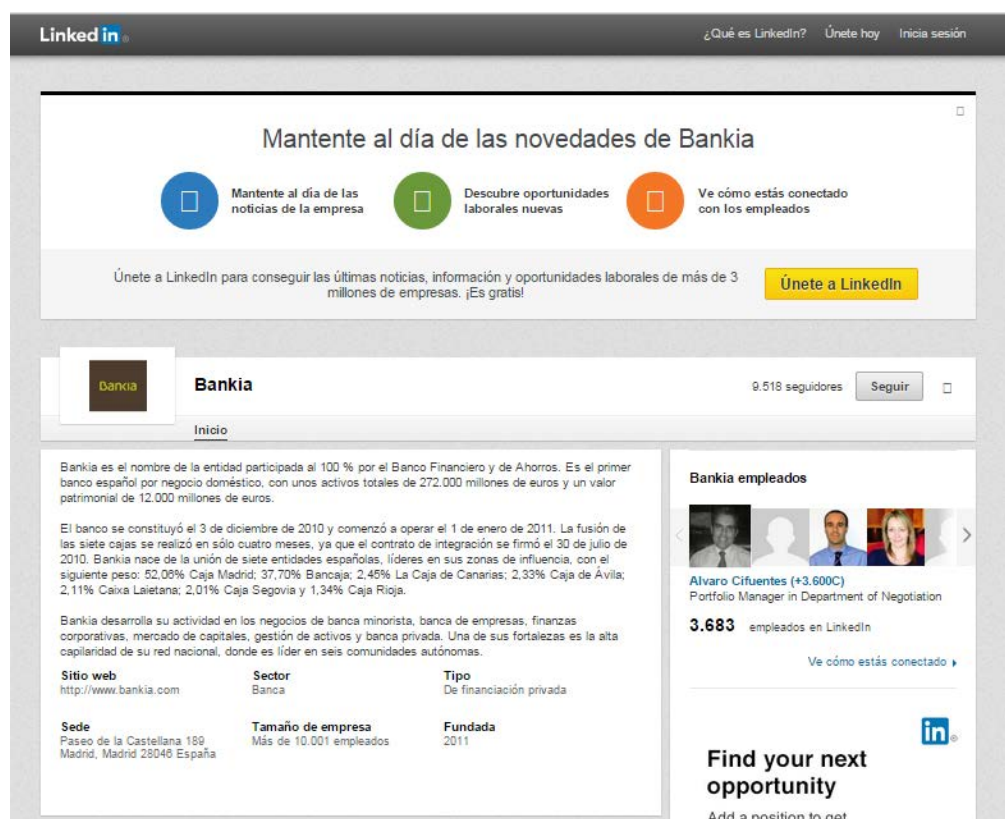 Linked in
¿Qué es LinkedIn? Únete hoy Inicia sesión
Mantente al día de las novedades de Bankia
Mantente al día de las
noticias de la empresa
Descubre oportunidades
laborales nuevas
Ve cómo estás conectado
con los empleados
Únete a LinkedIn para conseguir las últimas noticias, información y oportunidades laborales de más de 3
millones de empresas. ¡Es gratis!
Únete a LinkedIn
Bankia
Bankia
9.518 seguidores
Seguir
Inicio
Bankia es el nombre de la entidad participada al 100 % por el Banco Financiero y de Ahorros. Es el primer
banco español por negocio doméstico, con unos activos totales de 272.000 millones de euros y un valor
patrimonial de 12.000 millones de euros.
El banco se constituyó el 3 de diciembre de 2010 y comenzó a operar el 1 de enero de 2011. La fusión de
las siete cajas se realizó en sólo cuatro meses, ya que el contrato de integración se firmó el 30 de julio de
2010. Bankia nace de la unión de siete entidades españolas, líderes en sus zonas de influencia, con el
siguiente peso: 52,06% Caja Madrid; 37,70% Bancaja; 2,45% La Caja de Canarias; 2,33% Caja de Ávila;
2,11% Caixa Laietana; 2,01% Caja Segovia y 1,34% Caja Rioja.
Bankia desarrolla su actividad en los negocios de banca minorista, banca de empresas, finanzas
corporativas, mercado de capitales, gestión de activos y banca privada. Una de sus fortalezas es la alta
capilaridad de su red nacional, donde es líder en seis comunidades autónomas.
Sitio web
http://www.bankia.com
Sector
Banca
Tipo
De financiación privada
Sede
Paseo de la Castellana 189
Madrid, Madrid 28046 España
Tamaño de empresa
Más de 10.001 empleados
Fundada
2011
Bankia empleados
Alvaro Cifuentes (+3.600C)
Portfolio Manager in Department of Negotiation
3.683 empleados en LinkedIn
Ve cómo estás conectado
in
Find your next
opportunity
Add a position to get